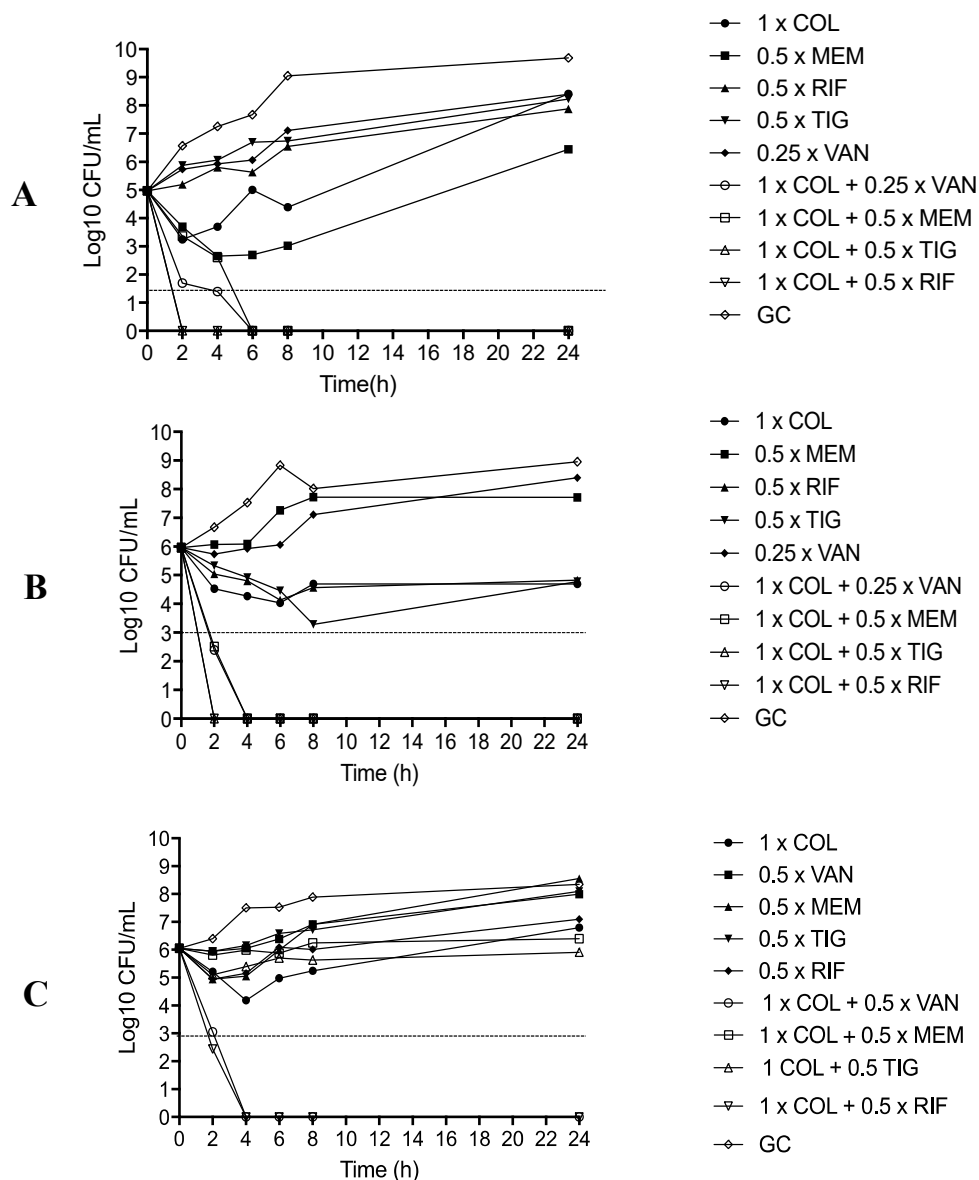 A
Log10 CFU/mL
10
9
8
7
6
5
4
3
2
1
0
0 2 4 6 8 10 12 14 16 18 20 22 24
Time(h)
1 x COL
0.5 x MEM
0.5 x RIF
0.5 x TIG
0.25 x VAN
1 x COL + 0.25 x VAN
1 x COL + 0.5 x MEM
1 x COL + 0.5 x TIG
1 x COL + 0.5 x RIF
GC
B
Log10 CFU/mL
10
9
8
7
6
5
4
3
2
1
0
0 2 4 6 8 10 12 14 16 18 20 22 24
Time (h)
1 x COL
0.5 x MEM
0.5 x RIF
0.5 x TIG
0.25 x VAN
1 x COL + 0.25 x VAN
1 x COL + 0.5 x MEM
1 x COL + 0.5 x TIG
1 x COL + 0.5 x RIF
GC
C
Log10 CFU/mL
10
9
8
7
6
5
4
3
2
1
0
0 2 4 6 8 10 12 14 16 18 20 22 24
Time (h)
1 x COL
0.5 x VAN
0.5 x MEM
0.5 x TIG
0.5 x RIF
1 x COL + 0.5 x VAN
1 x COL + 0.5 x MEM
1 COL + 0.5 TIG
1 x COL + 0.5 x RIF
GC